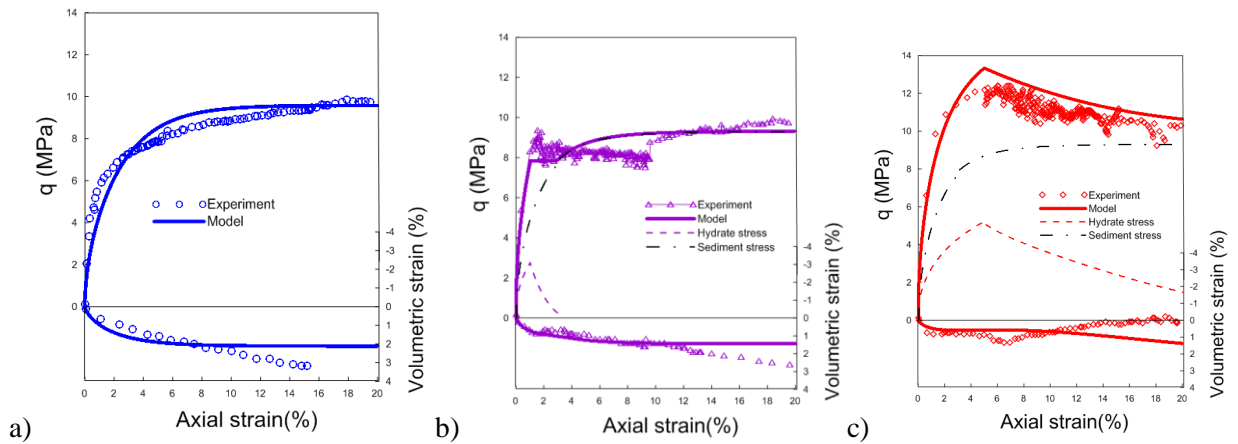 14
12
10
8
6
4
2
0
q (MPa)
Experiment
Model
-4
-3
-2
-1
0
1
2
3
4
Volumetric strain (%)
0 2 4 6 8 10 12 14 16 18 20
Axial strain(%)
a)
14
12
10
8
6
4
2
0
q (MPa)
Experiment
Model
Hydrate stress
Sediment stress
-4
-3
-2
-1
0
1
2
3
4
Volumetric strain (%)
0 2 4 6 8 10 12 14 16 18 20
Axial strain(%)
b)
14
12
10
8
6
4
2
0
q (MPa)
Experiment
Model
Hydrate stress
Sediment stress
-4
-3
-2
-1
0
1
2
3
4
Volumetric strain (%)
0 2 4 6 8 10 12 14 16 18 20
Axial strain(%)
c)